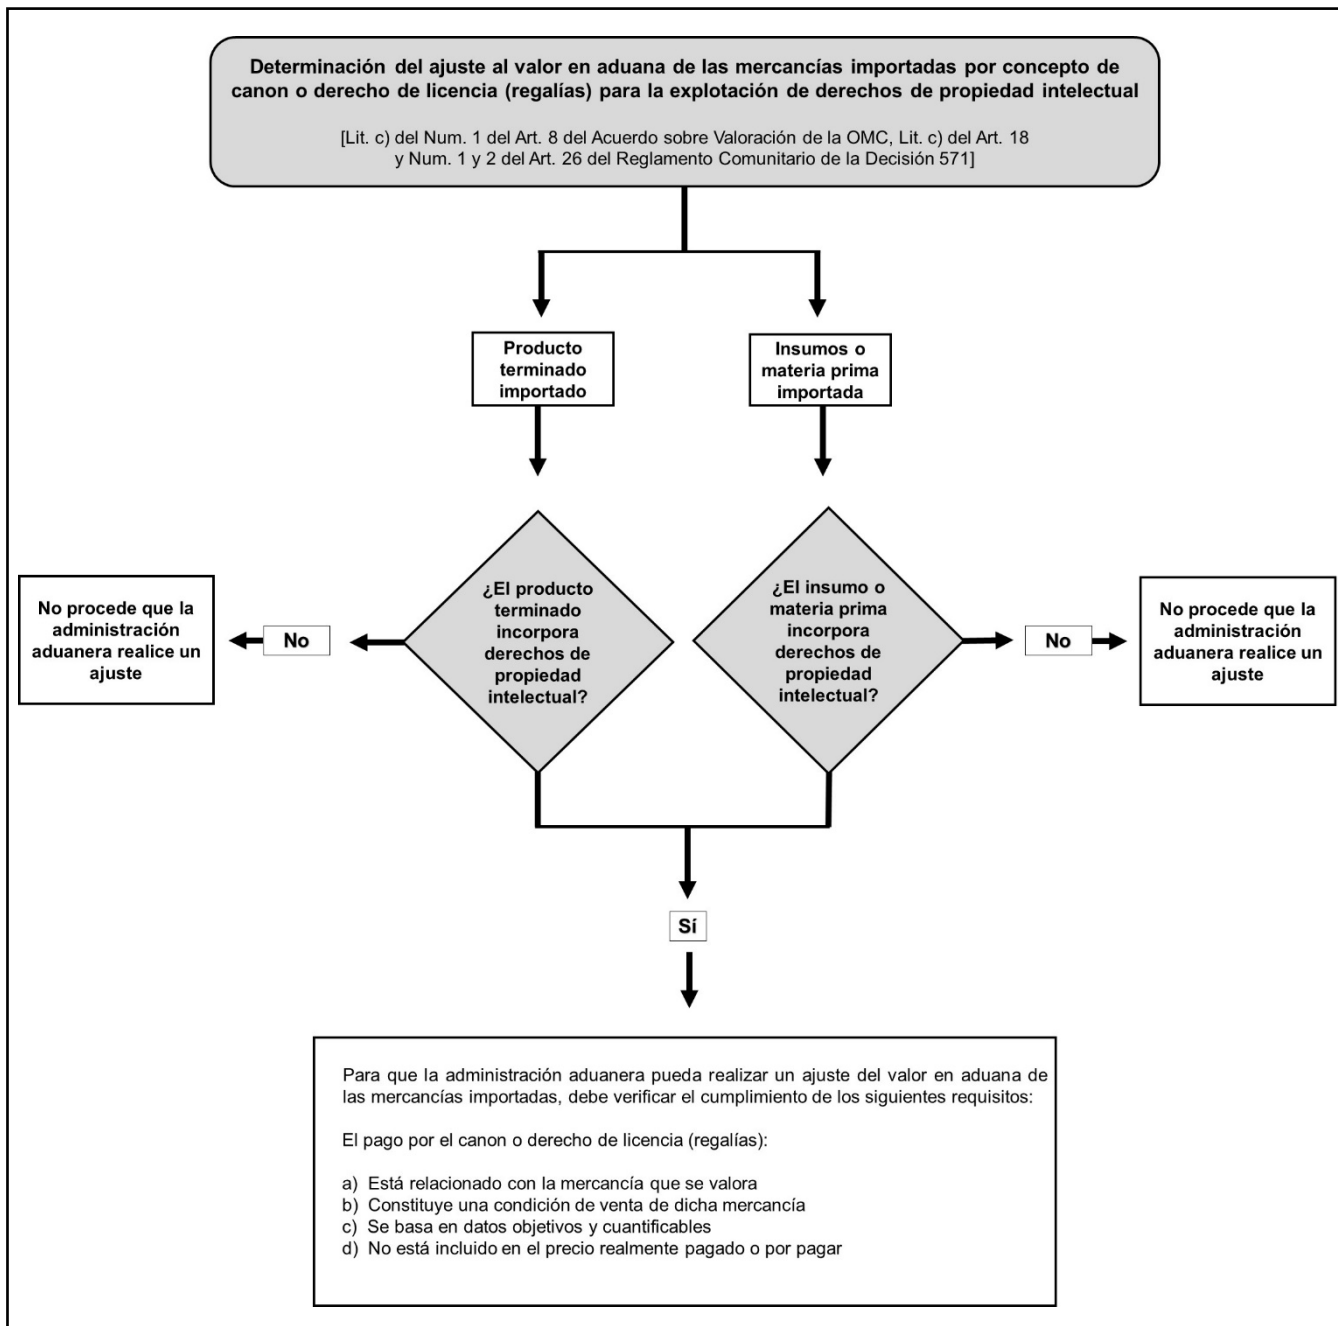 Determinación del ajuste al valor en aduana de las mercancías importadas por concepto de
canon o derecho de licencia (regalías) para la explotación de derechos de propiedad intelectual
[Lit. c) del Num. 1 del Art. 8 del Acuerdo sobre Valoración de la OMC, Lit. c) del Art. 18
y Num. 1 y 2 del Art. 26 del Reglamento Comunitario de la Decisión 571]
Producto
terminado
importado
Insumos o
materia prima
importada
¿El producto
terminado
incorpora
derechos de
propiedad
intelectual?
¿El insumo o
materia prima
incorpora
derechos de
propiedad
intelectual?
No
No procede que la
administración
aduanera realice un
ajuste
No
No procede que la
administración
aduanera realice un
ajuste
Sí
Para que la administración aduanera pueda realizar un ajuste del valor en aduana de
las mercancías importadas, debe verificar el cumplimiento de los siguientes requisitos:
El pago por el canon o derecho de licencia (regalías):
a) Está relacionado con la mercancía que se valora
b) Constituye una condición de venta de dicha mercancía
c) Se basa en datos objetivos y cuantificables
d) No está incluido en el precio realmente pagado o por pagar